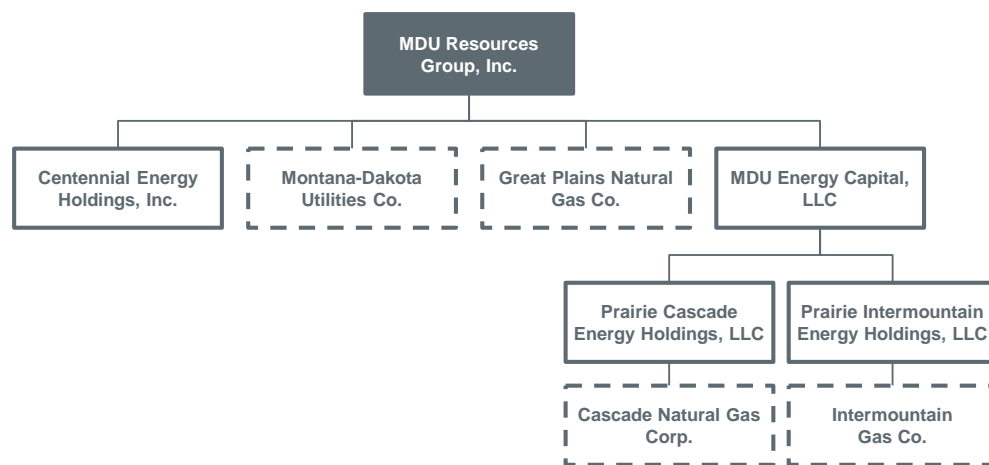 MDU Resources
Group, Inc.
Centennial Energy
Holdings, Inc.
Montana-Dakota
Utilities Co.
Great Plains Natural
Gas Co.
MDU Energy Capital,
LLC
Prairie Cascade
Energy Holdings, LLC
Prairie Intermountain
Energy Holdings, LLC
Cascade Natural Gas
Corp.
Intermountain
Gas Co.